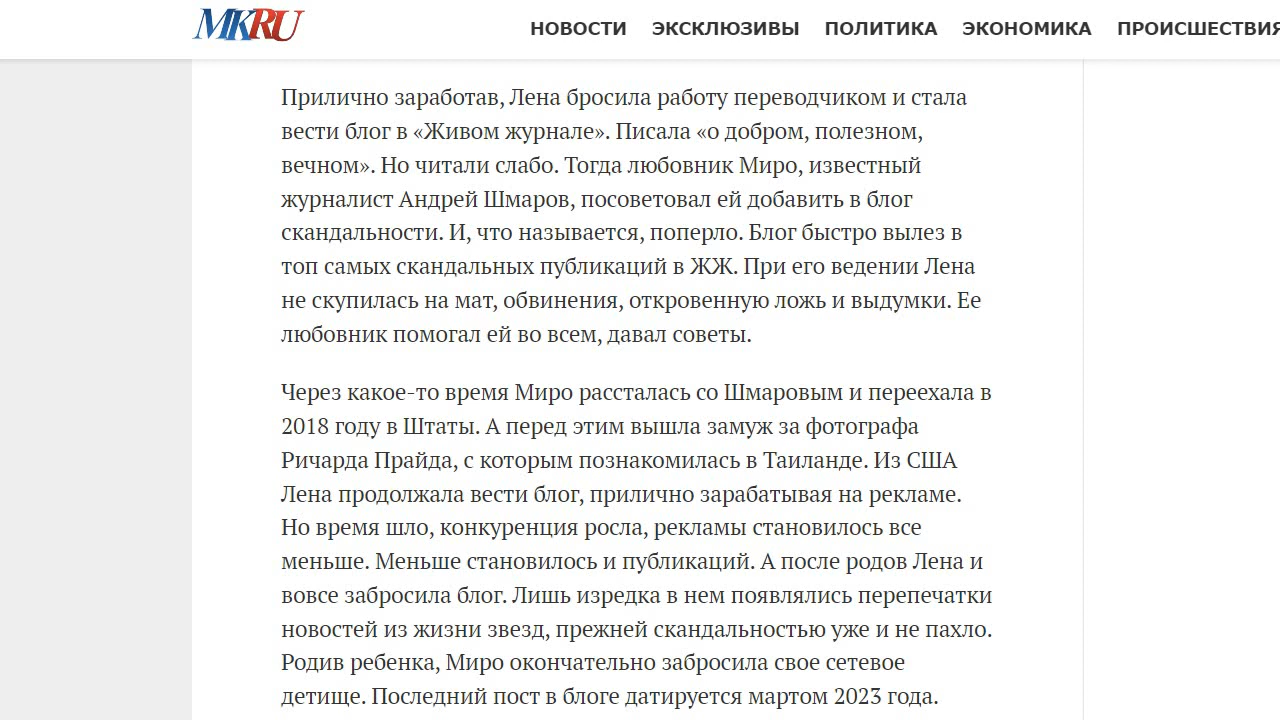 MKRU
НОВОСТИ ЭКСКЛЮЗИВЫ ПОЛИТИКА ЭКОНОМИКА ПРОИСШЕСТВИЯ
Прилично заработав, Лена бросила работу переводчиком и стала
вести блог в «Живом журнале». Писала «о добром, полезном,
вечном». Но читали слабо. Тогда любовник Миро, известный
журналист Андрей Шмаров, посоветовал ей добавить в блог
скандальности. И, что называется, поперло. Блог быстро вылез в
топ самых скандальных публикаций в ЖЖ. При его ведении Лена
не скупилась на мат, обвинения, откровенную ложь и выдумки. Ее
любовник помогал ей во всем, давал советы.
Через какое-то время Миро рассталась со Шмаровым и переехала в
2018 году в Штаты. А перед этим вышла замуж за фотографа
Ричарда Прайда, с которым познакомилась в Таиланде. Из США
Лена продолжала вести блог, прилично зарабатывая на рекламе.
Но время шло, конкуренция росла, рекламы становилось все
меньше. Меньше становилось и публикаций. А после родов Лена и
вовсе забросила блог. Лишь изредка в нем появлялись перепечатки
новостей из жизни звезд, прежней скандальностью уже и не пахло.
Родив ребенка, Миро окончательно забросила свое сетевое
детище. Последний пост в блоге датируется мартом 2023 года.